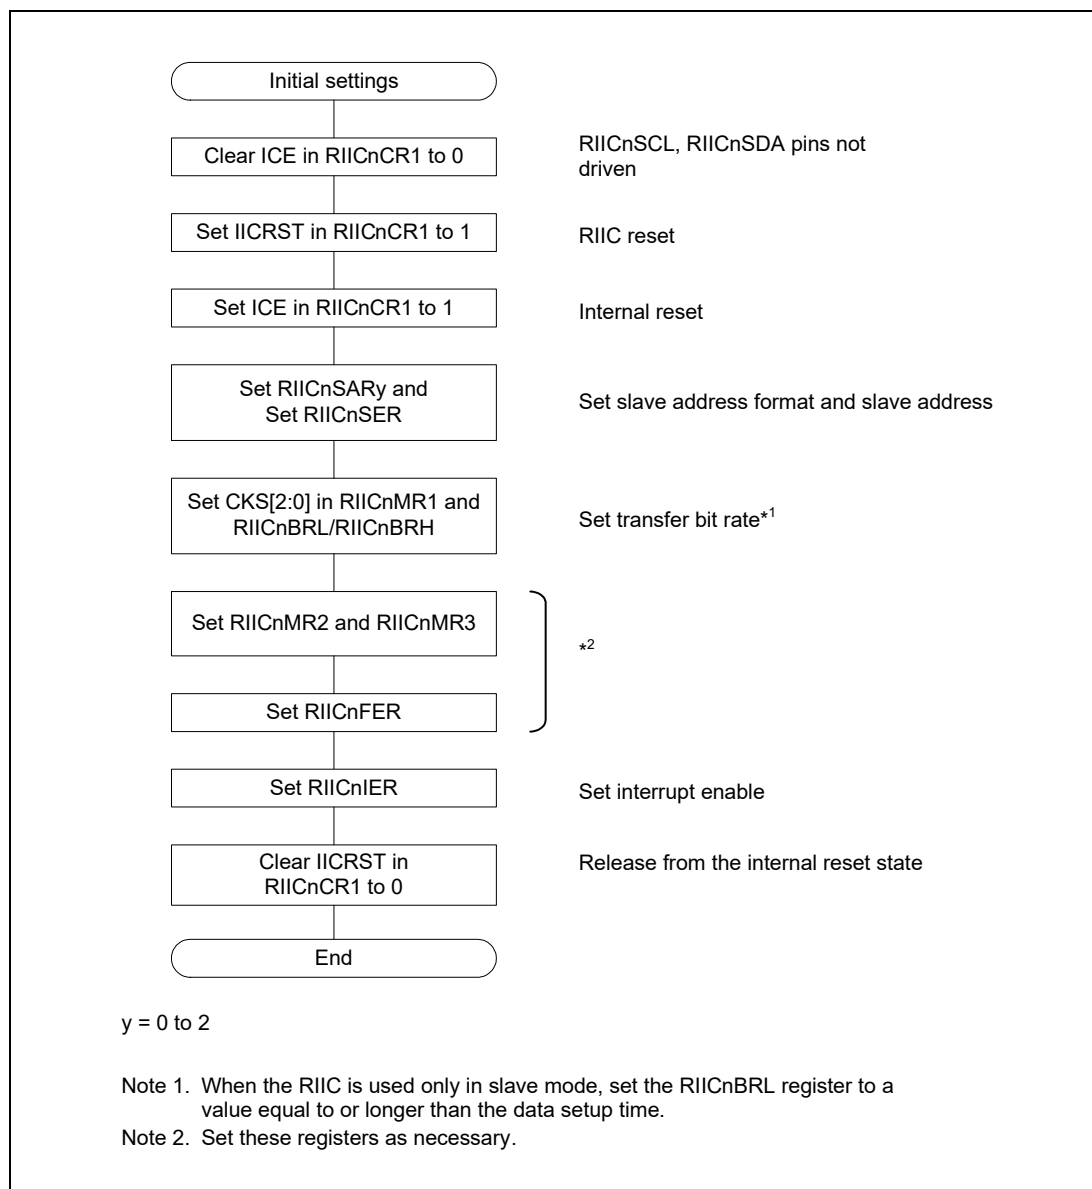 Initial settings
Clear ICE in RIICnCR1 to 0
RIICnSCL, RIICnSDA pins not
driven
Set IICRST in RIICnCR1 to 1
RIIC reset
Set ICE in RIICnCR1 to 1
Internal reset
Set RIICnSARy and
Set RIICnSER
Set slave address format and slave address
Set CKS[2:0] in RIICnMR1 and
RIICnBRL/RIICnBRH
Set transfer bit rate*1
Set RIICnMR2 and RIICnMR3
*2
Set RIICnFER
Set RIICnIER
Set interrupt enable
Clear IICRST in
RIICnCR1 to 0
Release from the internal reset state
End
y = 0 to 2
Note 1. When the RIIC is used only in slave mode, set the RIICnBRL register to a
value equal to or longer than the data setup time.
Note 2. Set these registers as necessary.